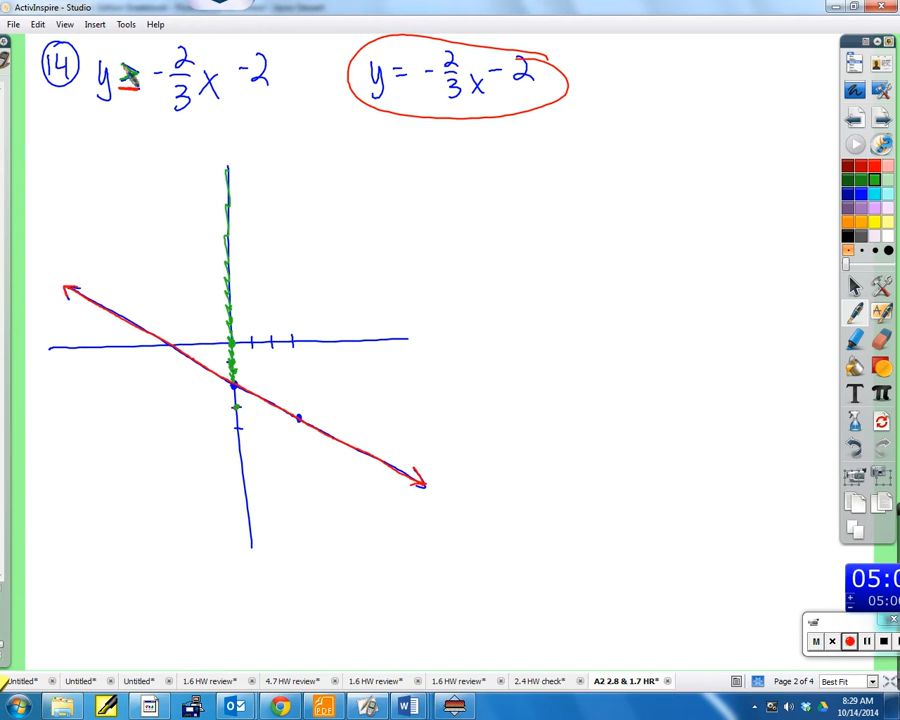 ActivInspire - Studio
File Edit View Insert Tools Help
14 y ≥ -2/3 x -2
y = -2/3 x - 2
05:0
05:00
M
Untitled* Untitled* Untitled* 1.6 HW review* 4.7 HW review* 1.6 HW review* 1.6 HW review* 2.4 HW check* A2 2.8 & 1.7 HR* Page 2 of 4 Best Fit
PDF
8:29 AM
10/14/2014